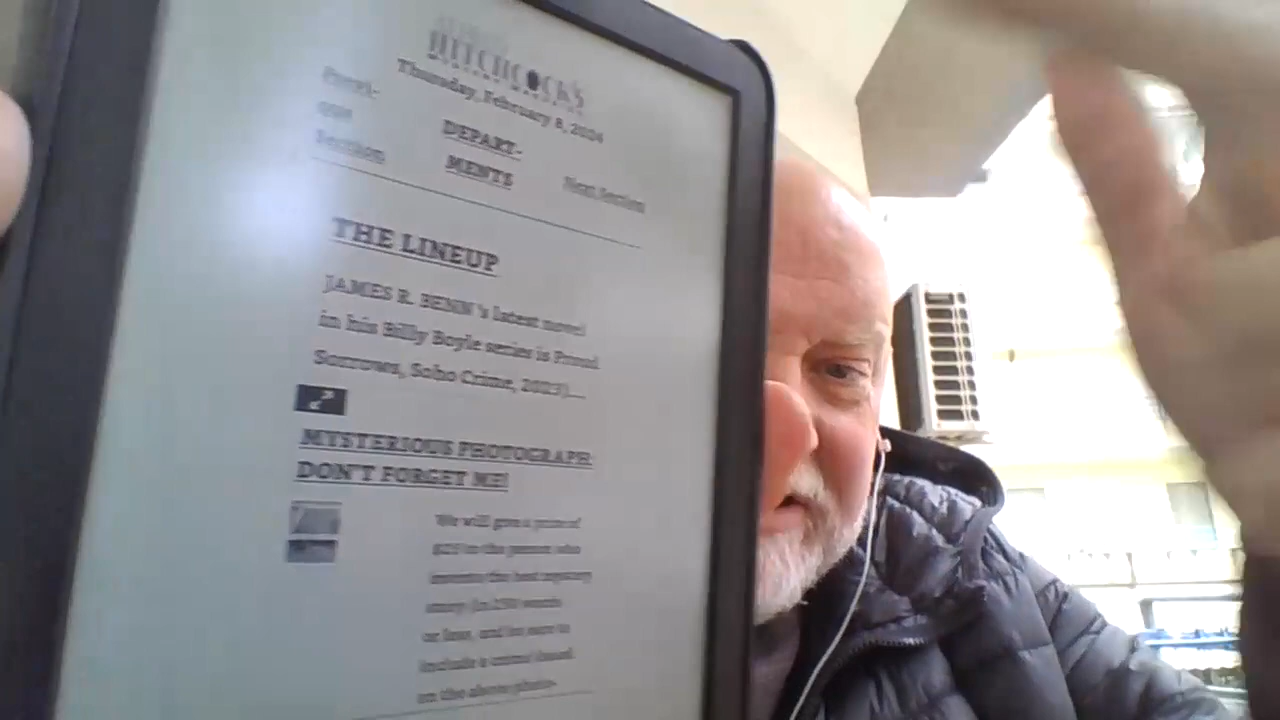 HITCHCOCK'S
MYSTERY MAGAZINE
Thursday, February 8, 2024
Previ-
ous
Section
DEPART-
MENTS
Next Section
THE LINEUP
JAMES R. BENN's latest novel
in his Billy Boyle series is Proud
Sorrows, Soho Crime, 2023)....
MYSTERIOUS PHOTOGRAPH:
DON'T FORGET ME!
We will give a prize of
$25 to the person who
invents the best mystery
story (in 250 words
or less, and be sure to
include a crime) based
on the above photo-